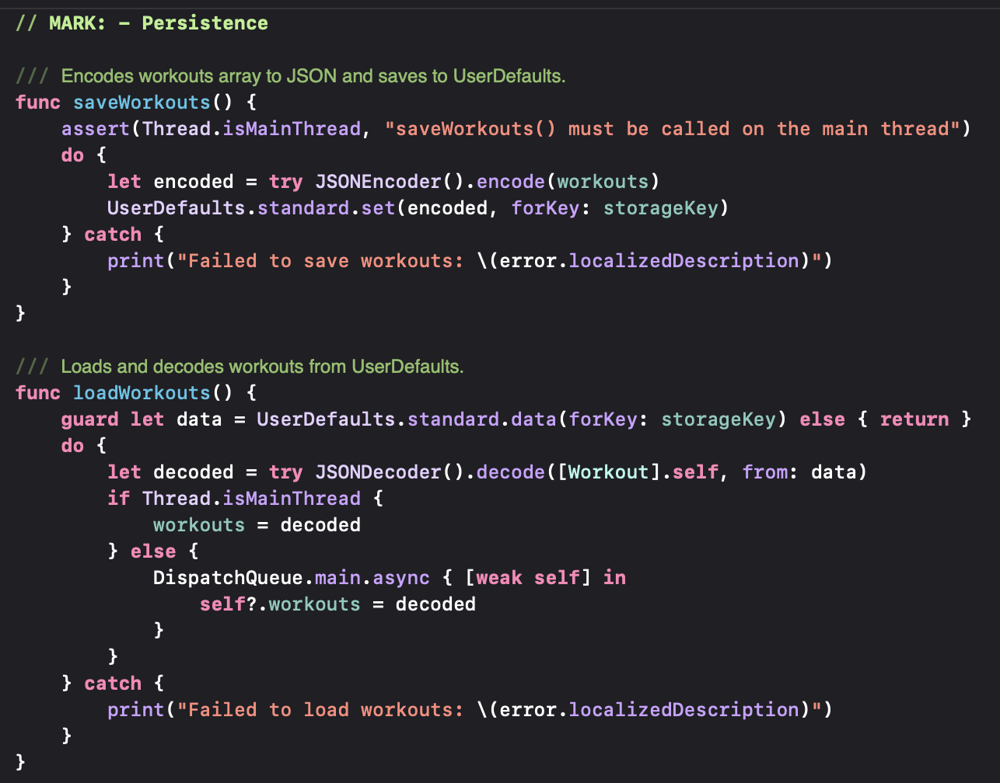 // MARK: - Persistence
/// Encodes workouts array to JSON and saves to UserDefaults.
func saveWorkouts() {
    assert(Thread.isMainThread, "saveWorkouts() must be called on the main thread")
    do {
        let encoded = try JSONEncoder().encode(workouts)
        UserDefaults.standard.set(encoded, forKey: storageKey)
    } catch {
        print("Failed to save workouts: \(error.localizedDescription)")
    }
}
/// Loads and decodes workouts from UserDefaults.
func loadWorkouts() {
    guard let data = UserDefaults.standard.data(forKey: storageKey) else { return }
    do {
        let decoded = try JSONDecoder().decode([Workout].self, from: data)
        if Thread.isMainThread {
            workouts = decoded
        } else {
            DispatchQueue.main.async { [weak self] in
                self?.workouts = decoded
            }
        }
    } catch {
        print("Failed to load workouts: \(error.localizedDescription)")
    }
}